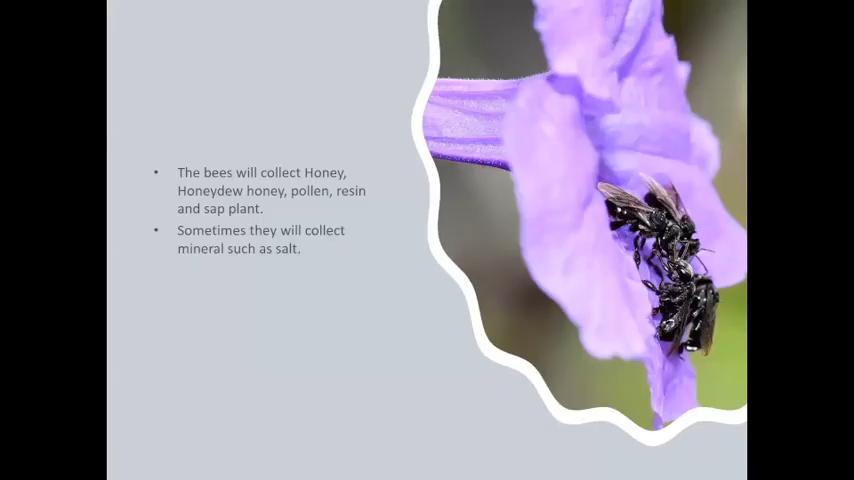 • The bees will collect Honey,
Honeydew honey, pollen, resin
and sap plant.
• Sometimes they will collect
mineral such as salt.